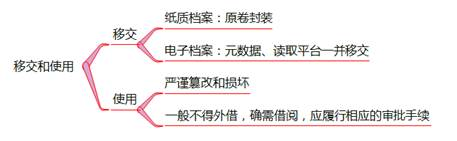 移交和使用
移交
纸质档案：原卷封装
电子档案：元数据、读取平台一并移交
使用
严谨篡改和损坏
一般不得外借，确需借阅，应履行相应的审批手续